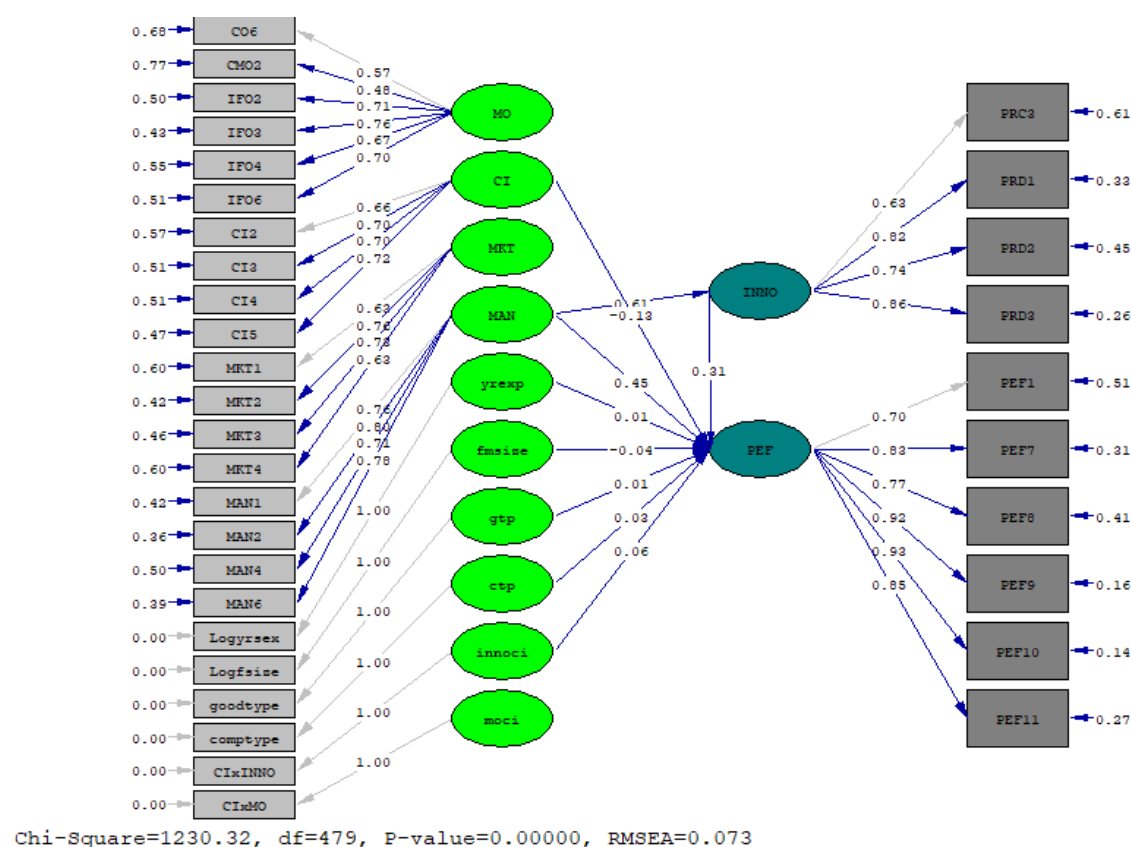 0.68 CO6
0.77 CMO2
0.50 IFO2
0.43 IFO3
0.55 IFO4
0.51 IFO6
0.57 CI2
0.51 CI3
0.51 CI4
0.47 CI5
0.60 MKT1
0.42 MKT2
0.46 MKT3
0.60 MKT4
0.42 MAN1
0.36 MAN2
0.50 MAN4
0.39 MAN6
0.00 Logyrsex
0.00 Logfsize
0.00 goodtype
0.00 comptype
0.00 CIxINNO
0.00 CIxMO
0.57
0.48
0.71
0.76
0.67
0.70
0.66
0.70
0.70
0.72
0.63
0.76
0.73
0.63
0.76
0.80
0.71
0.78
1.00
1.00
1.00
1.00
1.00
1.00
MO
CI
MKT
MAN
yrexp
fmsize
gtp
ctp
innoci
moci
0.61
-0.13
0.31
0.45
0.01
-0.04
0.01
0.03
0.06
INNO
PEF
0.63
0.82
0.74
0.86
0.70
0.83
0.77
0.92
0.93
0.85
PRC3 0.61
PRD1 0.33
PRD2 0.45
PRD3 0.26
PEF1 0.51
PEF7 0.31
PEF8 0.41
PEF9 0.16
PEF10 0.14
PEF11 0.27
Chi-Square=1230.32, df=479, P-value=0.00000, RMSEA=0.073